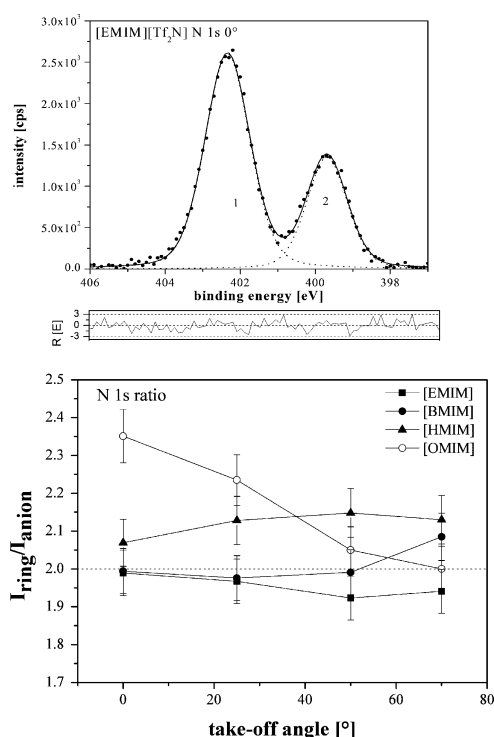 [EMIM][Tf₂N] N 1s 0°
3.0x10³
2.5x10³
2.0x10³
1.5x10³
1.0x10³
5.0x10²
0.0
intensity [cps]
1
2
406 404 402 400 398
binding energy [eV]
R [E]
3
0
-3
N 1s ratio
[EMIM]
[BMIM]
[HMIM]
[OMIM]
2.5
2.4
2.3
2.2
2.1
2.0
1.9
1.8
1.7
I_ring/I_anion
0 20 40 60 80
take-off angle [°]